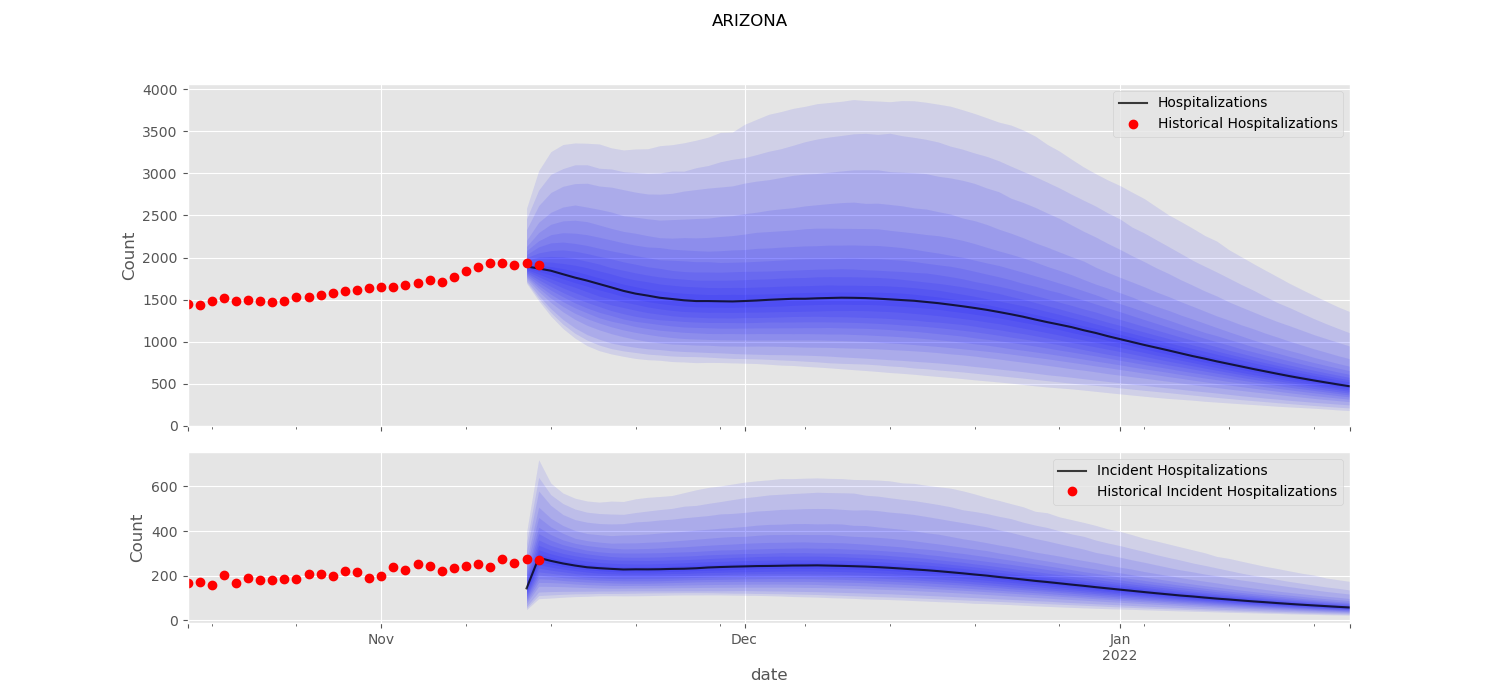 ARIZONA
4000
3500
3000
2500
2000
1500
1000
500
0
Count
Hospitalizations
Historical Hospitalizations
600
400
200
0
Count
Incident Hospitalizations
Historical Incident Hospitalizations
Nov
Dec
Jan
2022
date